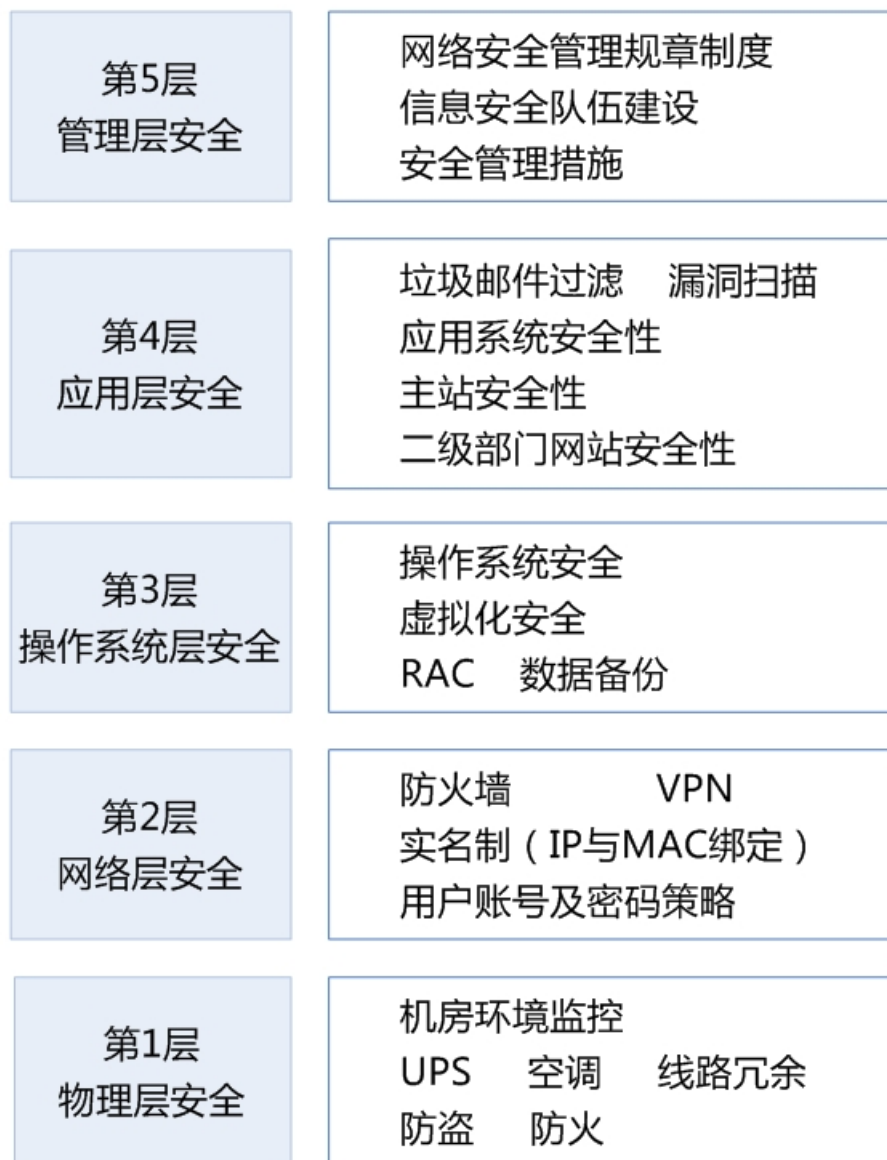 第5层
管理层安全
网络安全管理规章制度
信息安全队伍建设
安全管理措施
第4层
应用层安全
垃圾邮件过滤 漏洞扫描
应用系统安全性
主站安全性
二级部门网站安全性
第3层
操作系统层安全
操作系统安全
虚拟化安全
RAC 数据备份
第2层
网络层安全
防火墙 VPN
实名制（IP与MAC绑定）
用户账号及密码策略
第1层
物理层安全
机房环境监控
UPS 空调 线路冗余
防盗 防火